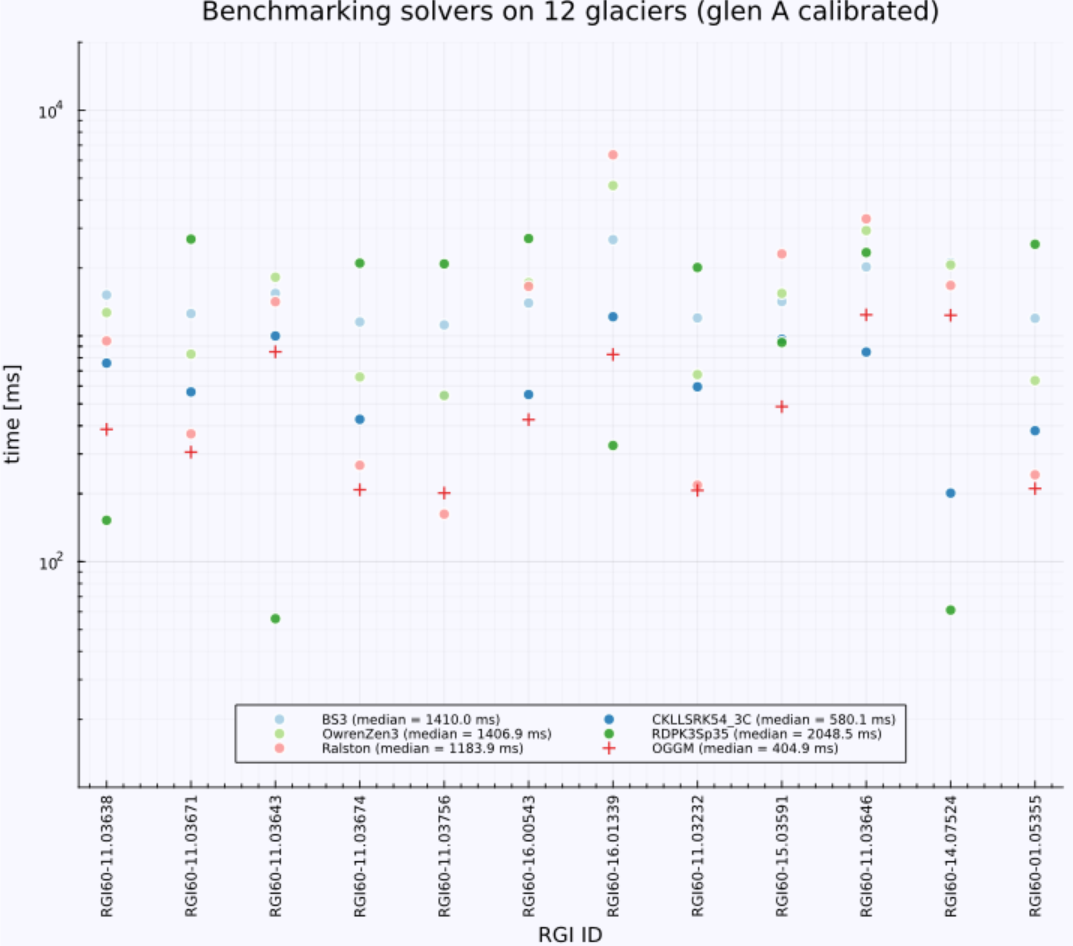 Benchmarking solvers on 12 glaciers (glen A calibrated)
10^4
time [ms]
10^2
BS3 (median = 1410.0 ms)
CKLLSRK54_3C (median = 580.1 ms)
OwrenZen3 (median = 1406.9 ms)
RDPK3Sp35 (median = 2048.5 ms)
Ralston (median = 1183.9 ms)
OGGM (median = 404.9 ms)
RGI60-11.03638
RGI60-11.03671
RGI60-11.03643
RGI60-11.03674
RGI60-11.03756
RGI60-16.00543
RGI60-16.01339
RGI60-11.03232
RGI60-15.03591
RGI60-11.03646
RGI60-14.07524
RGI60-01.05355
RGI ID